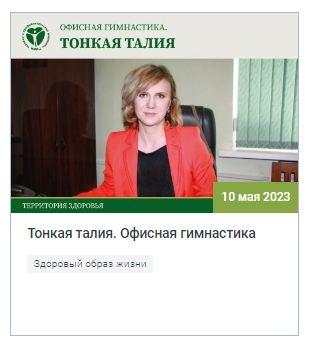 ОФИСНАЯ ГИМНАСТИКА.
ТОНКАЯ ТАЛИЯ
ТЕРРИТОРИЯ ЗДОРОВЬЯ
10 мая 2023
Тонкая талия. Офисная гимнастика
Здоровый образ жизни